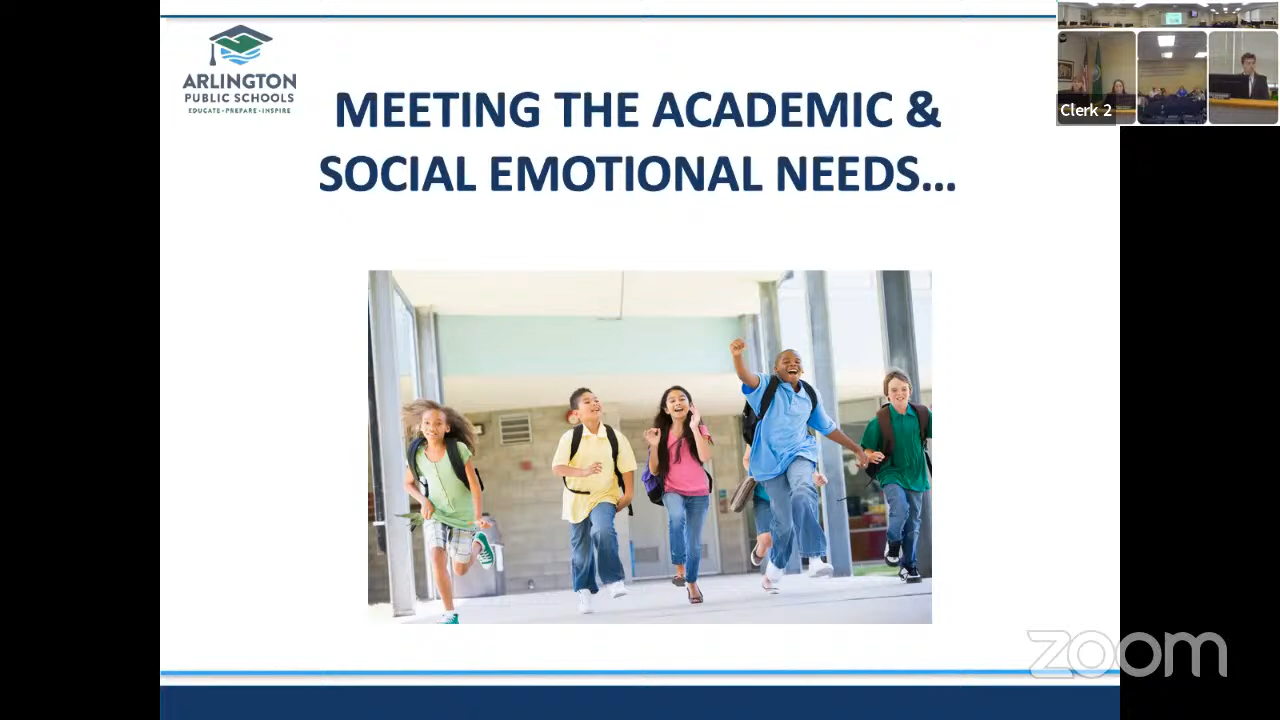 ARLINGTON
PUBLIC SCHOOLS
EDUCATE • PREPARE • INSPIRE
MEETING THE ACADEMIC &
SOCIAL EMOTIONAL NEEDS...
Clerk 2
zoom